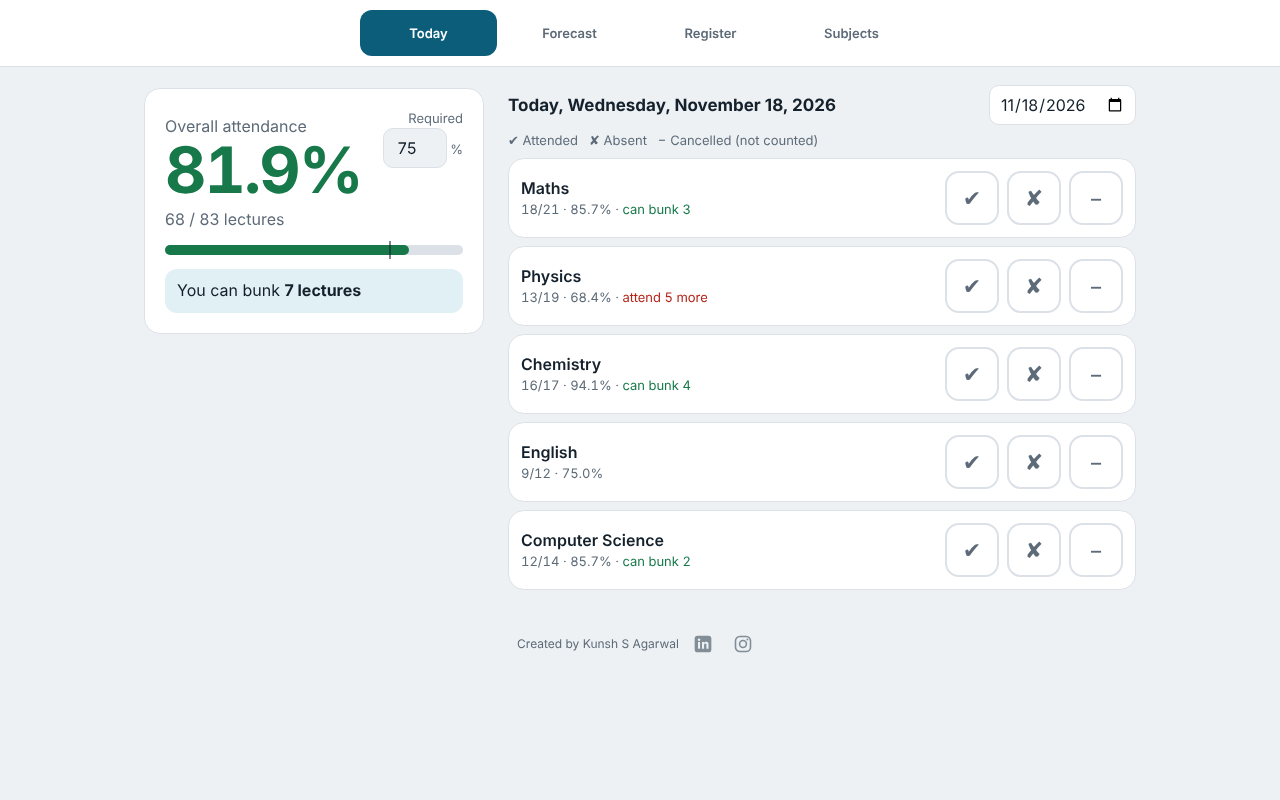 Today Forecast Register Subjects
Overall attendance
Required
75 %
81.9%
68 / 83 lectures
You can bunk 7 lectures
Today, Wednesday, November 18, 2026
11/18/2026
✔ Attended ✘ Absent – Cancelled (not counted)
Maths
18/21 · 85.7% · can bunk 3
✔ ✘ –
Physics
13/19 · 68.4% · attend 5 more
✔ ✘ –
Chemistry
16/17 · 94.1% · can bunk 4
✔ ✘ –
English
9/12 · 75.0%
✔ ✘ –
Computer Science
12/14 · 85.7% · can bunk 2
✔ ✘ –
Created by Kunsh S Agarwal